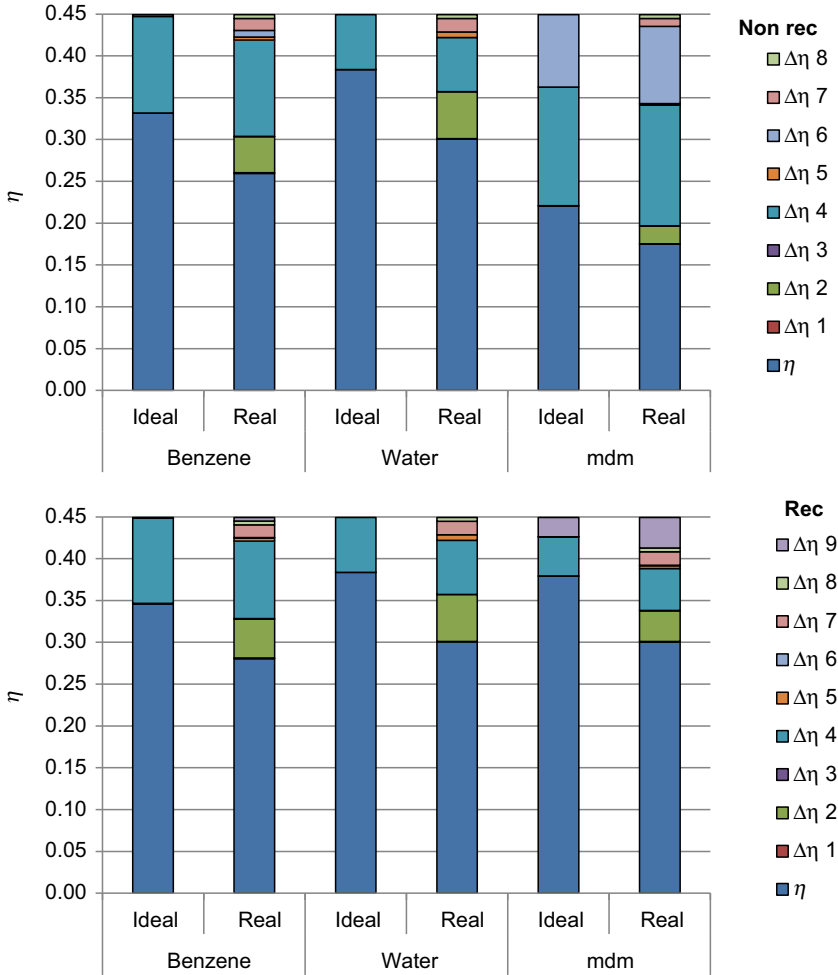 0.45
0.40
0.35
0.30
0.25
0.20
0.15
0.10
0.05
0.00
η
Ideal Real Ideal Real Ideal Real
Benzene Water mdm
Non rec
Δη 8
Δη 7
Δη 6
Δη 5
Δη 4
Δη 3
Δη 2
Δη 1
η
0.45
0.40
0.35
0.30
0.25
0.20
0.15
0.10
0.05
0.00
η
Ideal Real Ideal Real Ideal Real
Benzene Water mdm
Rec
Δη 9
Δη 8
Δη 7
Δη 6
Δη 5
Δη 4
Δη 3
Δη 2
Δη 1
η